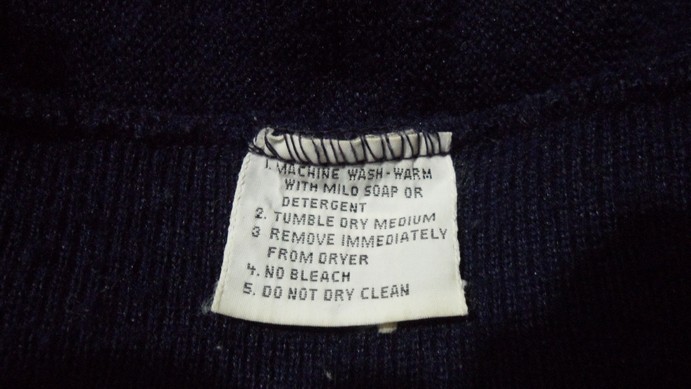 1. MACHINE WASH-WARM
WITH MILD SOAP OR
DETERGENT
2. TUMBLE DRY MEDIUM
3 REMOVE IMMEDIATELY
FROM DRYER
4. NO BLEACH
5. DO NOT DRY CLEAN